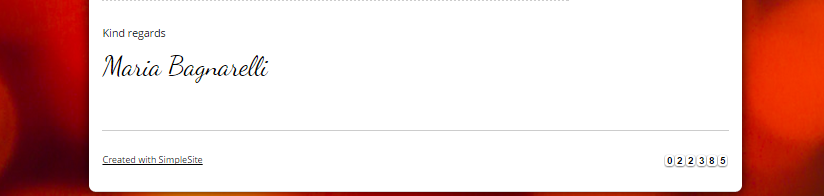 Kind regards
Maria Bagnarelli
Created with SimpleSite
022385